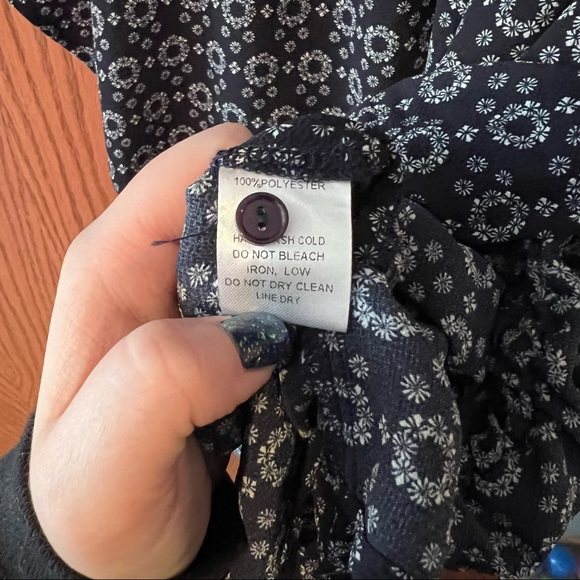 100%POLYESTER
COLD
DO NOT BLEACH
IRON, LOW
DO NOT DRY CLEAN
LINE DRY